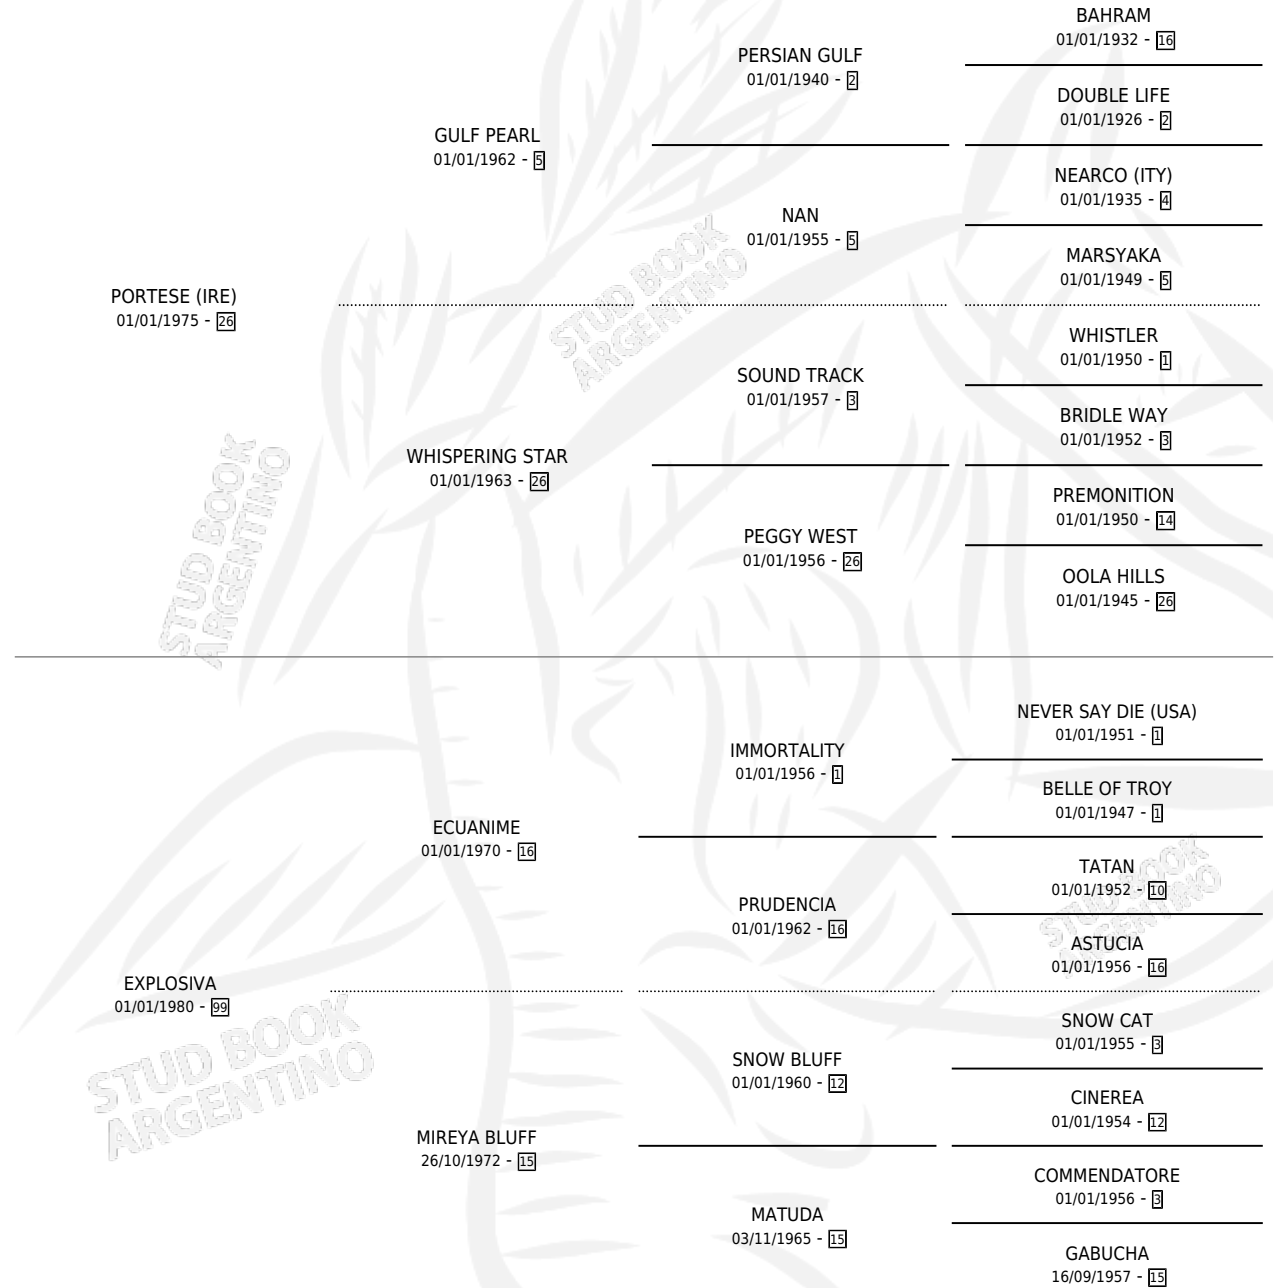 BAHRAM
01/01/1932 - 16
PERSIAN GULF
01/01/1940 - 2
DOUBLE LIFE
01/01/1926 - 2
GULF PEARL
01/01/1962 - 5
NEARCO (ITY)
01/01/1935 - 4
NAN
01/01/1955 - 5
MARSYAKA
01/01/1949 - 5
PORTESE (IRE)
01/01/1975 - 26
WHISTLER
01/01/1950 - 1
SOUND TRACK
01/01/1957 - 3
BRIDLE WAY
01/01/1952 - 3
WHISPERING STAR
01/01/1963 - 26
PREMONITION
01/01/1950 - 14
PEGGY WEST
01/01/1956 - 26
OOLA HILLS
01/01/1945 - 26
NEVER SAY DIE (USA)
01/01/1951 - 1
IMMORTALITY
01/01/1956 - 1
BELLE OF TROY
01/01/1947 - 1
ECUANIME
01/01/1970 - 16
TATAN
01/01/1952 - 10
PRUDENCIA
01/01/1962 - 16
ASTUCIA
01/01/1956 - 16
EXPLOSIVA
01/01/1980 - 99
SNOW CAT
01/01/1955 - 3
SNOW BLUFF
01/01/1960 - 12
CINEREA
01/01/1954 - 12
MIREYA BLUFF
26/10/1972 - 15
COMMENDATORE
01/01/1956 - 3
MATUDA
03/11/1965 - 15
GABUCHA
16/09/1957 - 15
STUD BOOK
ARGENTINO
STUD BOOK
ARGENTINO
STUD BOOK
ARGENTINO
STUD BOOK
ARGENTINO